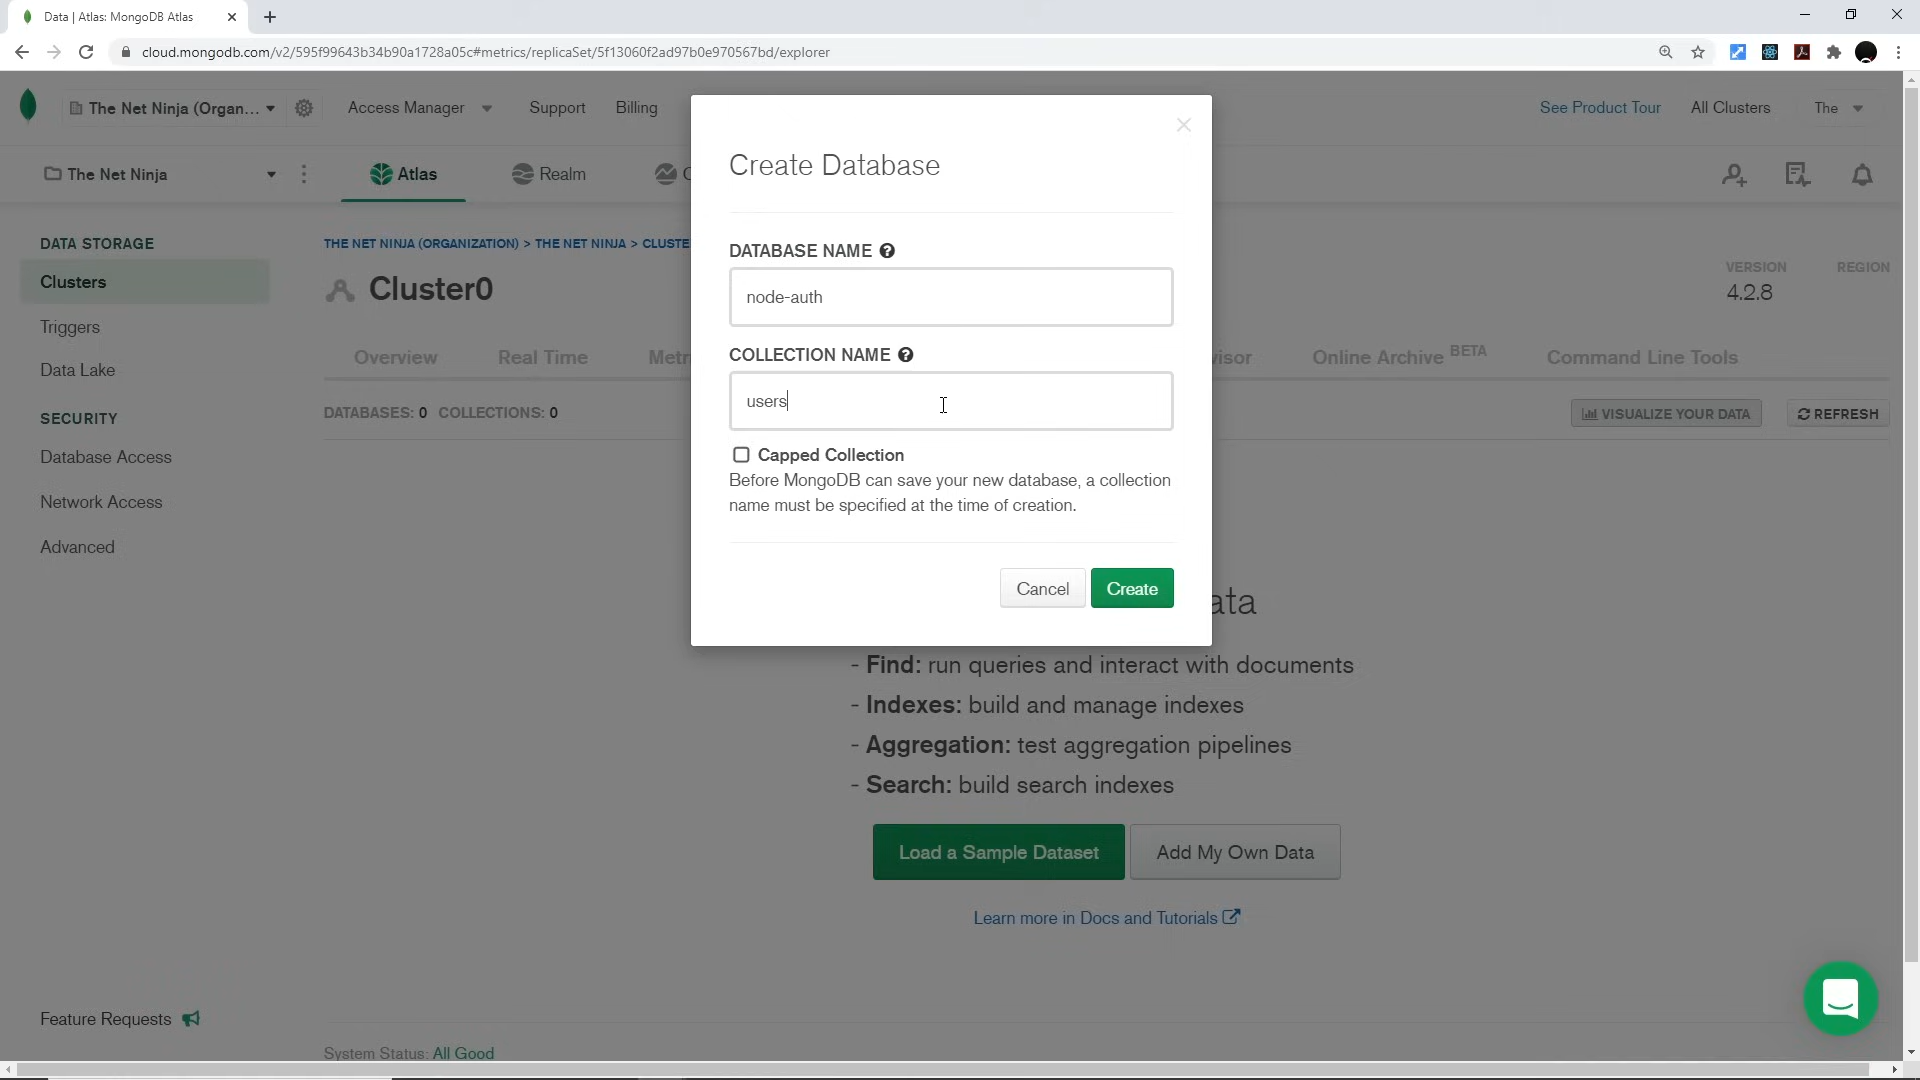 Data | Atlas: MongoDB Atlas
cloud.mongodb.com/v2/595f99643b34b90a1728a05c#metrics/replicaSet/5f13060f2ad97b0e970567bd/explorer
The Net Ninja (Organ... Access Manager Support Billing See Product Tour All Clusters The
The Net Ninja Atlas Realm C
DATA STORAGE
Clusters
Triggers
Data Lake
SECURITY
Database Access
Network Access
Advanced
Feature Requests
THE NET NINJA (ORGANIZATION) > THE NET NINJA > CLUSTE
Cluster0
VERSION
4.2.8
REGION
Overview Real Time Metr visor Online Archive BETA Command Line Tools
DATABASES: 0 COLLECTIONS: 0
VISUALIZE YOUR DATA REFRESH
Create Database
DATABASE NAME
node-auth
COLLECTION NAME
users
Capped Collection
Before MongoDB can save your new database, a collection
name must be specified at the time of creation.
Cancel Create
ata
- Find: run queries and interact with documents
- Indexes: build and manage indexes
- Aggregation: test aggregation pipelines
- Search: build search indexes
Load a Sample Dataset Add My Own Data
Learn more in Docs and Tutorials
System Status: All Good